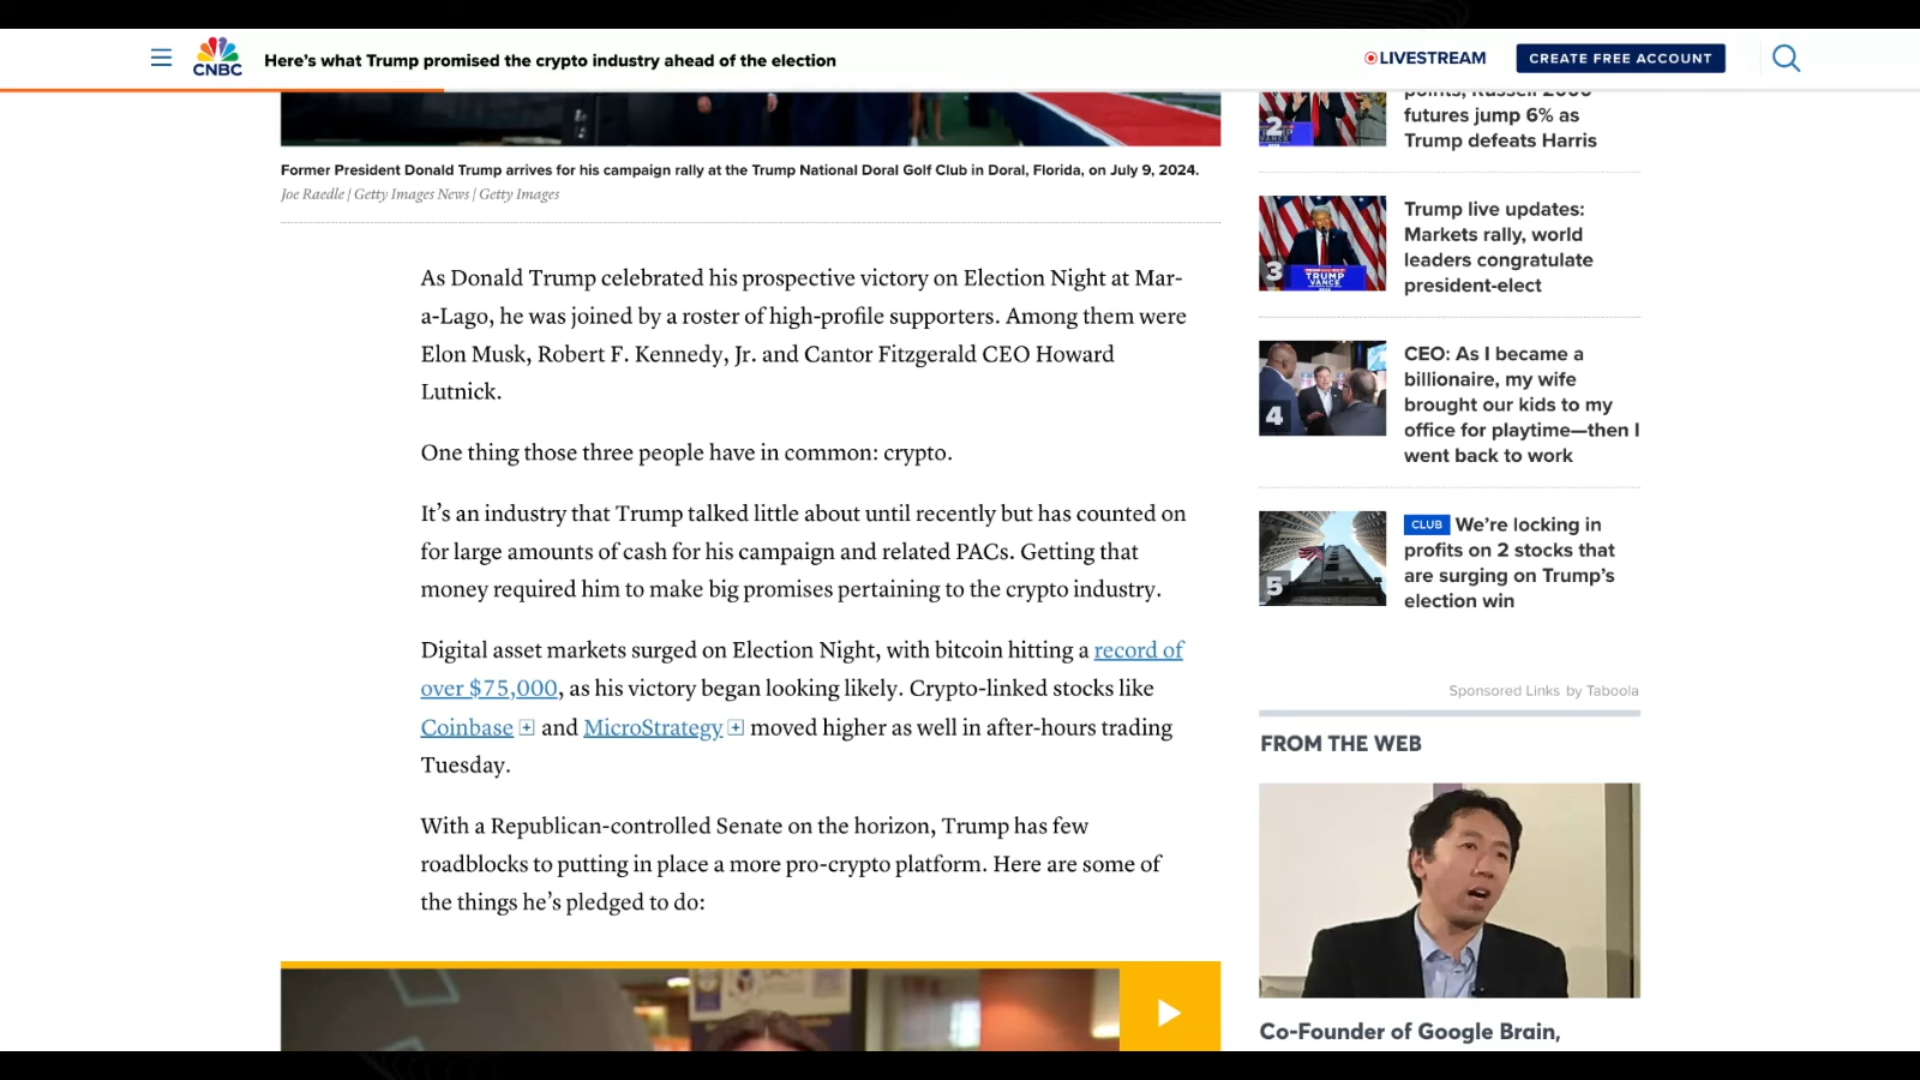 CNBC
Here's what Trump promised the crypto industry ahead of the election
LIVESTREAM
CREATE FREE ACCOUNT
Former President Donald Trump arrives for his campaign rally at the Trump National Doral Golf Club in Doral, Florida, on July 9, 2024.
Joe Raedle | Getty Images News | Getty Images
As Donald Trump celebrated his prospective victory on Election Night at Mar-
a-Lago, he was joined by a roster of high-profile supporters. Among them were
Elon Musk, Robert F. Kennedy, Jr. and Cantor Fitzgerald CEO Howard
Lutnick.
One thing those three people have in common: crypto.
It's an industry that Trump talked little about until recently but has counted on
for large amounts of cash for his campaign and related PACs. Getting that
money required him to make big promises pertaining to the crypto industry.
Digital asset markets surged on Election Night, with bitcoin hitting a record of
over $75,000, as his victory began looking likely. Crypto-linked stocks like
Coinbase and MicroStrategy moved higher as well in after-hours trading
Tuesday.
With a Republican-controlled Senate on the horizon, Trump has few
roadblocks to putting in place a more pro-crypto platform. Here are some of
the things he's pledged to do:
2
points, Russell 2000
futures jump 6% as
Trump defeats Harris
3
TRUMP
VANCE
Trump live updates:
Markets rally, world
leaders congratulate
president-elect
4
CEO: As I became a
billionaire, my wife
brought our kids to my
office for playtime—then I
went back to work
5
CLUB We're locking in
profits on 2 stocks that
are surging on Trump's
election win
Sponsored Links by Taboola
FROM THE WEB
Co-Founder of Google Brain,